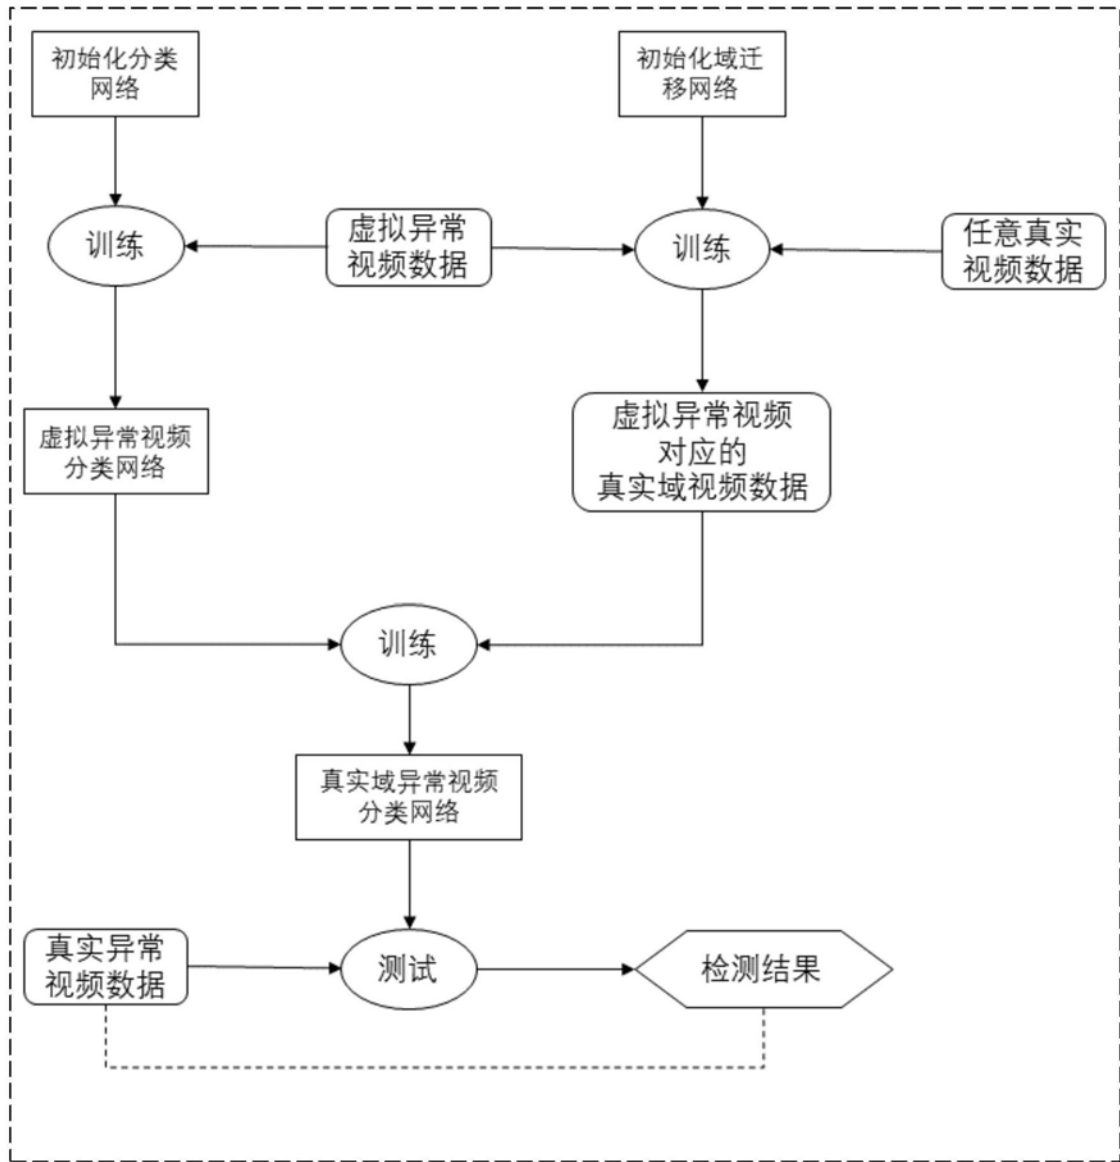 初始化分类
网络
初始化域迁
移网络
训练
虚拟异常
视频数据
训练
任意真实
视频数据
虚拟异常视频
分类网络
虚拟异常视频
对应的
真实域视频数据
训练
真实域异常视频
分类网络
真实异常
视频数据
测试
检测结果